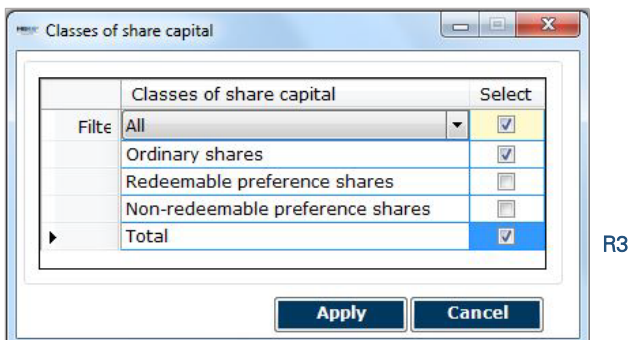 Classes of share capital
Classes of share capital Select
Filte All
Ordinary shares
Redeemable preference shares
Non-redeemable preference shares
Total
R3
Apply Cancel